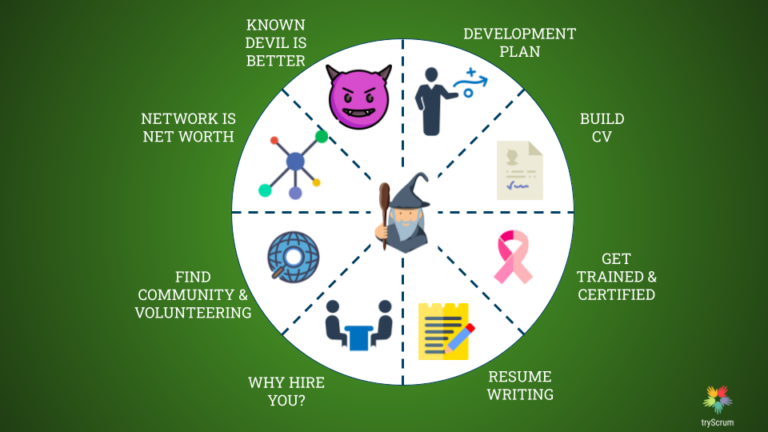 KNOWN
DEVIL IS
BETTER
DEVELOPMENT
PLAN
NETWORK IS
NET WORTH
BUILD
CV
FIND
COMMUNITY &
VOLUNTEERING
GET
TRAINED &
CERTIFIED
WHY HIRE
YOU?
RESUME
WRITING
tryScrum